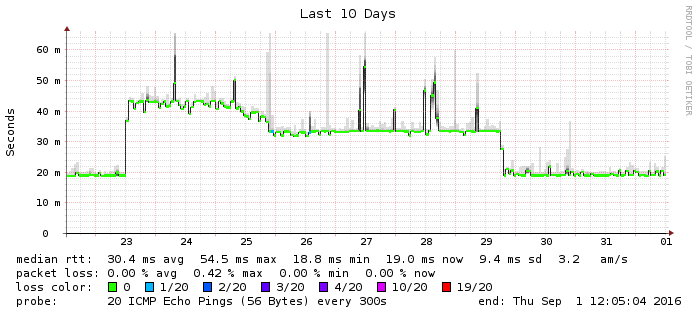 Last 10 Days
RRDTOOL / TOBI OETIKER
Seconds
60 m
50 m
40 m
30 m
20 m
10 m
0
23 24 25 26 27 28 29 30 31 01
median rtt: 30.4 ms avg 54.5 ms max 18.8 ms min 19.0 ms now 9.4 ms sd 3.2 am/s
packet loss: 0.00 % avg 0.42 % max 0.00 % min 0.00 % now
loss color: 0 1/20 2/20 3/20 4/20 10/20 19/20
probe: 20 ICMP Echo Pings (56 Bytes) every 300s end: Thu Sep 1 12:05:04 2016